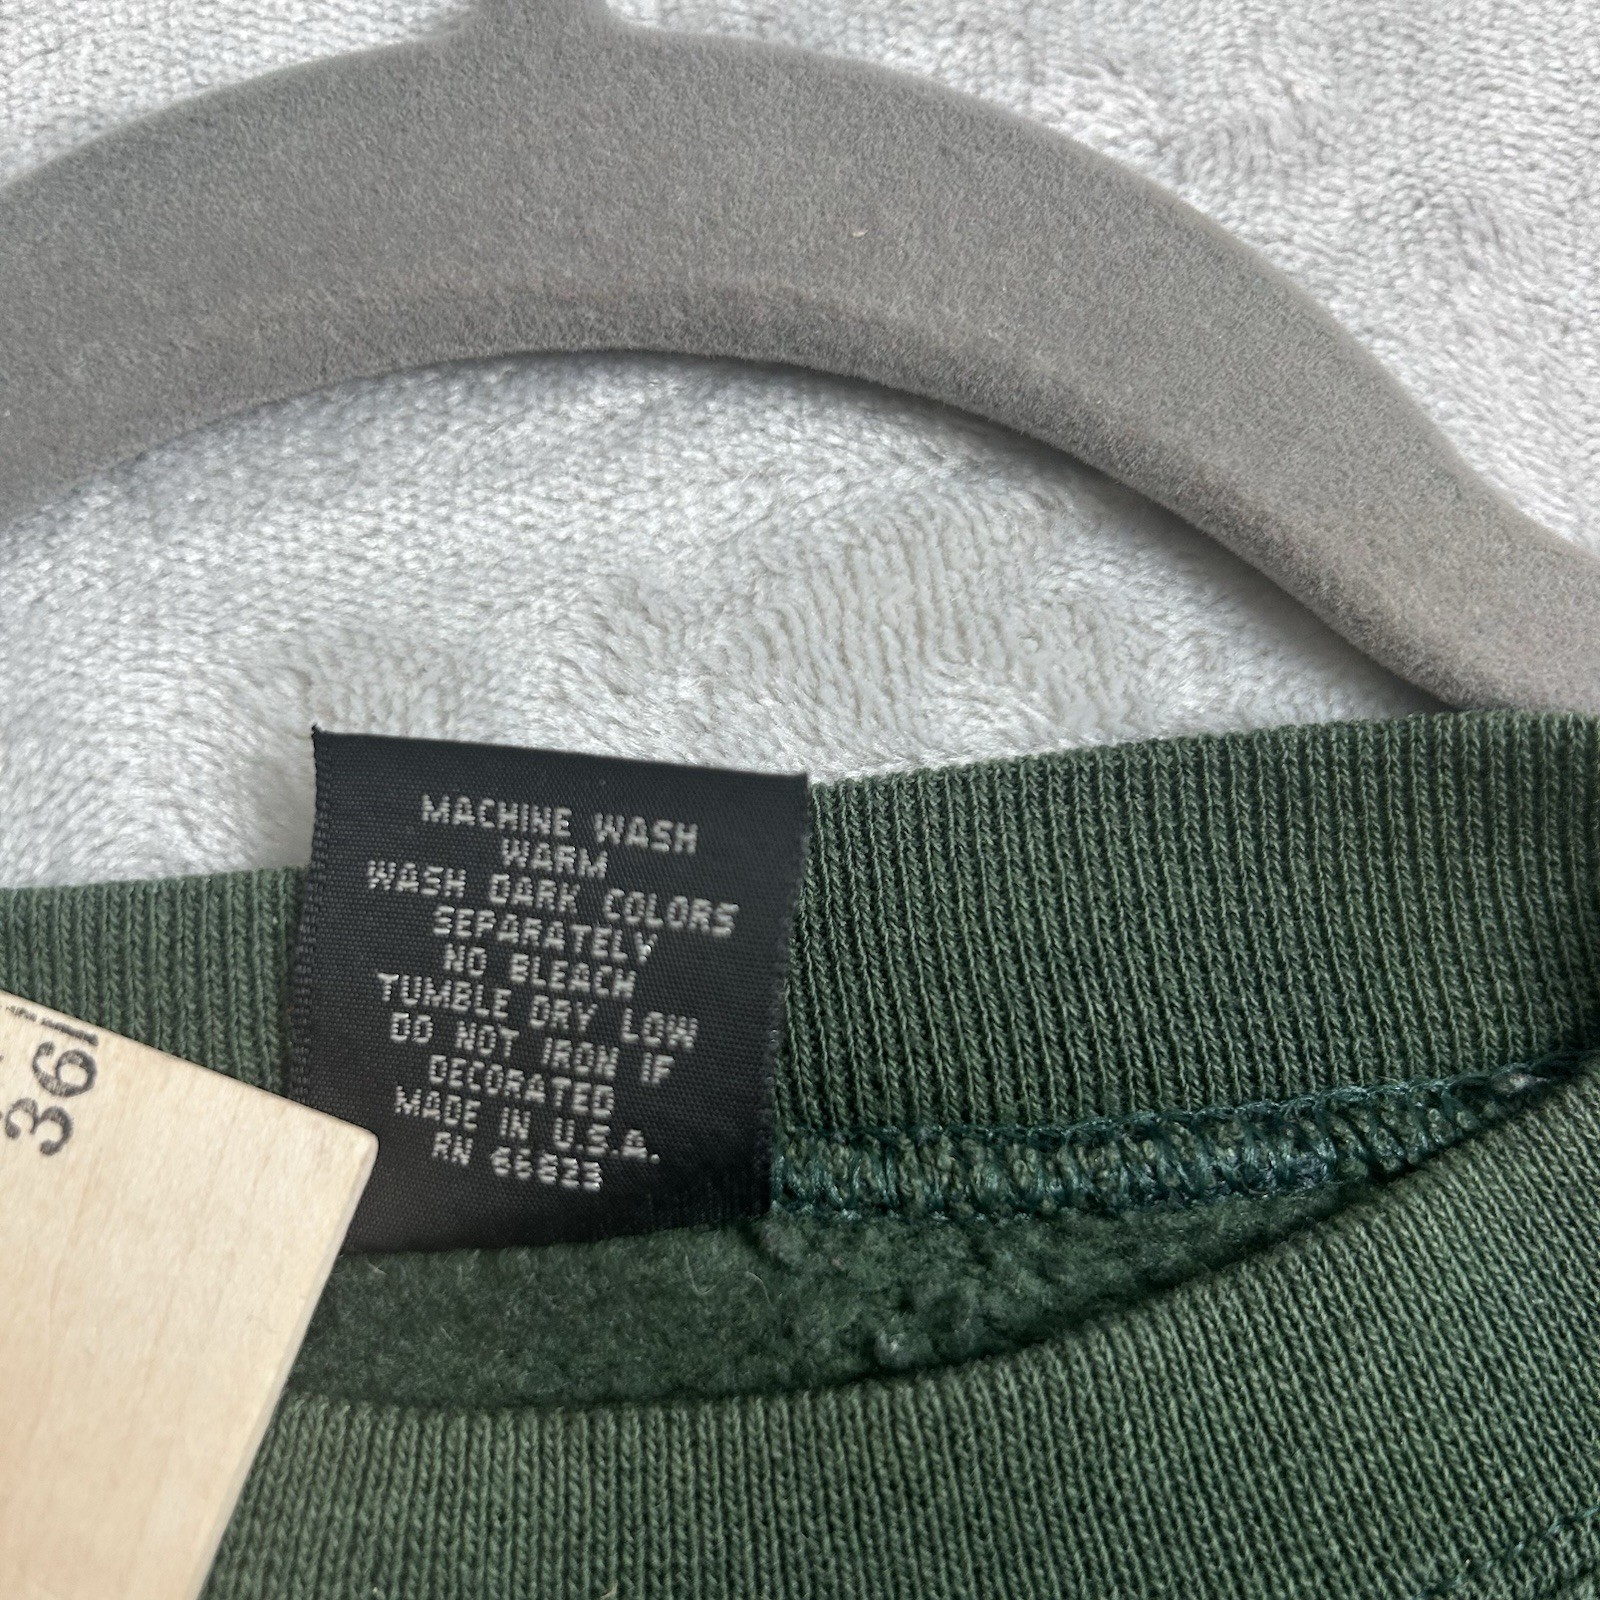 MACHINE WASH
WARM
WASH DARK COLORS
SEPARATELY
NO BLEACH
TUMBLE DRY LOW
DO NOT IRON IF
DECORATED
MADE IN U.S.A.
RN 66823
36